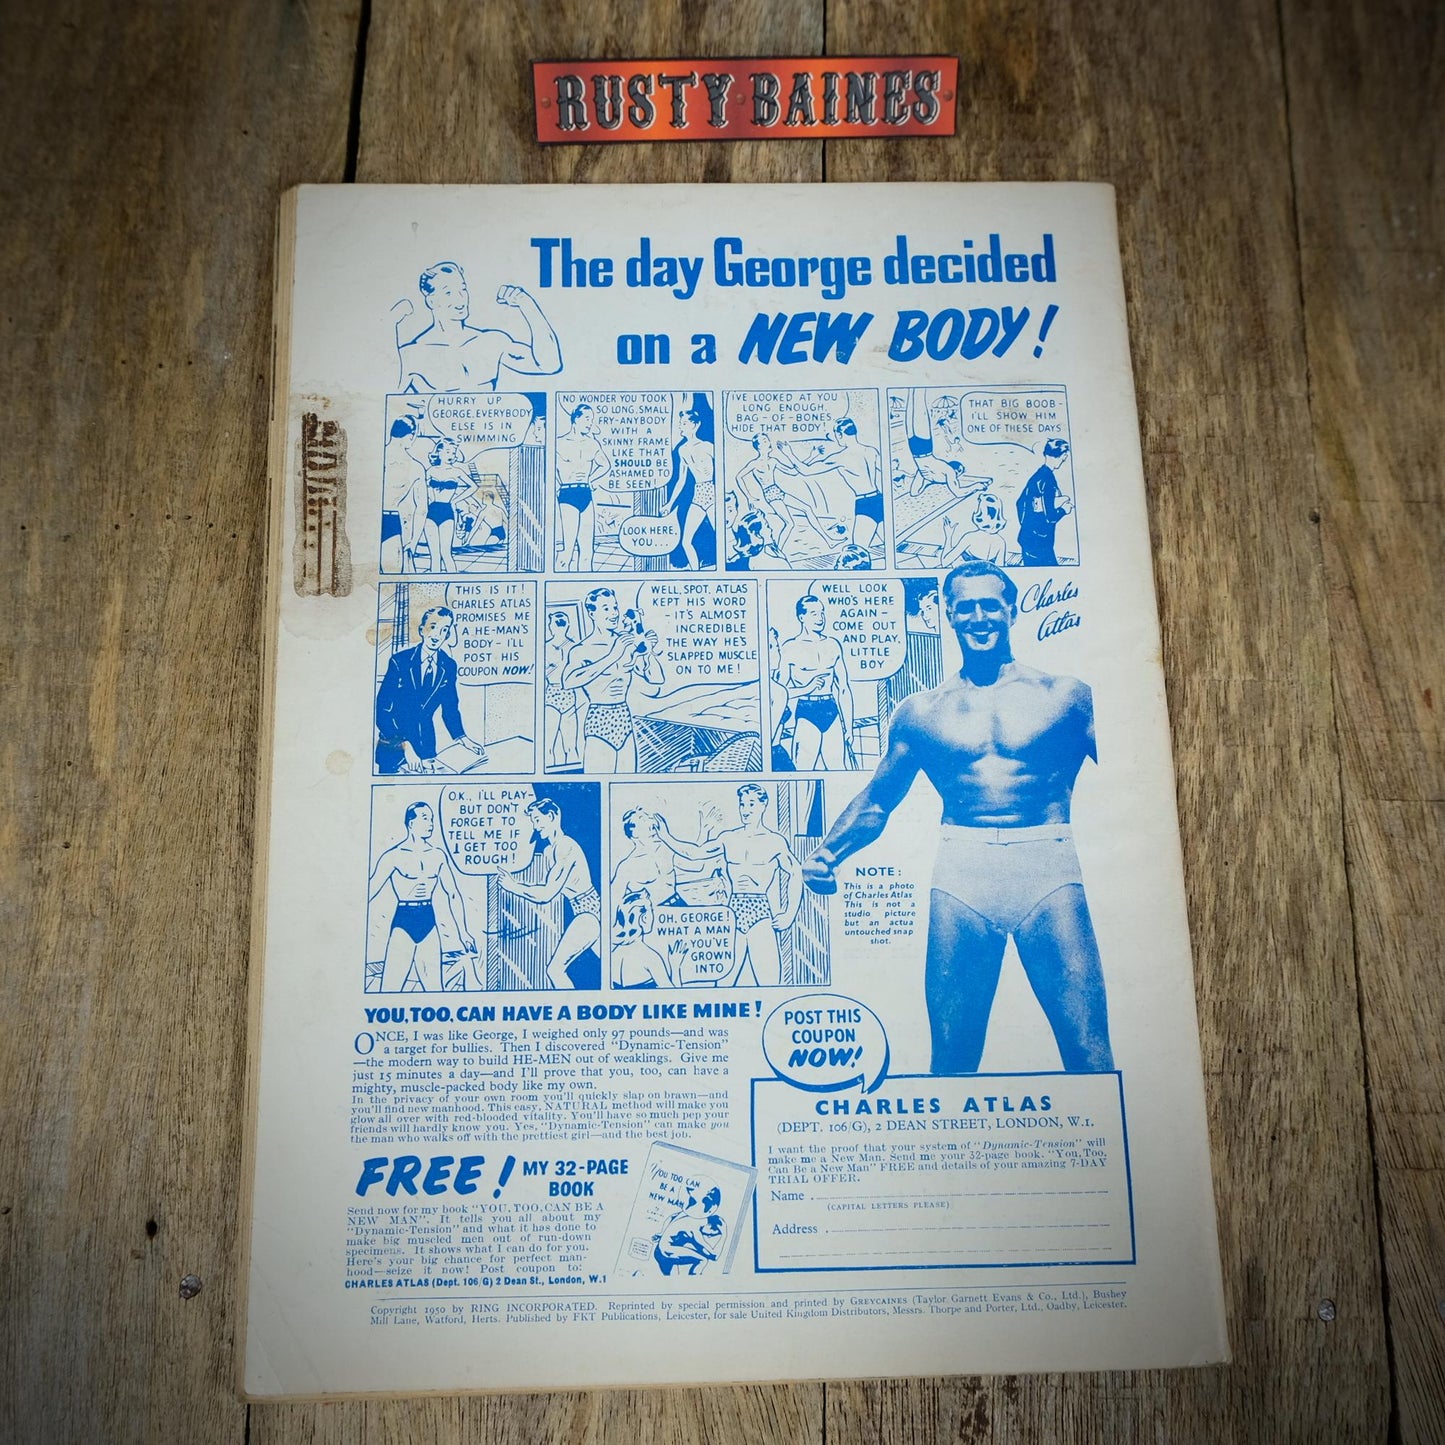 RUSTY BAINES
The day George decided
on a NEW BODY!
HURRY UP
GEORGE, EVERYBODY
ELSE IS IN
SWIMMING
NO WONDER YOU TOOK
SO LONG, SMALL
FRY-ANYBODY
WITH A
SKINNY FRAME
LIKE THAT
SHOULD BE
ASHAMED TO
BE SEEN!
LOOK HERE,
YOU...
I'VE LOOKED AT YOU
LONG ENOUGH,
BAG-OF-BONES
HIDE THAT BODY!
THAT BIG BOOB-
I'LL SHOW HIM
ONE OF THESE DAYS
THIS IS IT!
CHARLES ATLAS
PROMISES ME
A HE-MAN'S
BODY - I'LL
POST HIS
COUPON NOW!
WELL, SPOT, ATLAS
KEPT HIS WORD
- IT'S ALMOST
INCREDIBLE
THE WAY HE'S
SLAPPED MUSCLE
ON TO ME!
WELL LOOK
WHO'S HERE
AGAIN -
COME OUT
AND PLAY,
LITTLE
BOY
Charles
Atlas
O.K., I'LL PLAY-
BUT DON'T
FORGET TO
TELL ME IF
I GET TOO
ROUGH!
OH, GEORGE!
WHAT A MAN
YOU'VE
GROWN
INTO
NOTE:
This is a photo
of Charles Atlas
This is not a
studio picture
but an actua
untouched snap
shot.
YOU, TOO, CAN HAVE A BODY LIKE MINE!
ONCE, I was like George, I weighed only 97 pounds—and was
a target for bullies. Then I discovered "Dynamic-Tension"
—the modern way to build HE-MEN out of weaklings. Give me
just 15 minutes a day—and I'll prove that you, too, can have a
mighty, muscle-packed body like my own.
In the privacy of your own room you'll quickly slap on brawn—and
you'll find new manhood. This easy, NATURAL method will make you
glow all over with red-blooded vitality. You'll have so much pep your
friends will hardly know you. Yes, "Dynamic-Tension" can make you
the man who walks off with the prettiest girl—and the best job.
FREE! MY 32-PAGE
BOOK
Send now for my book "YOU, TOO, CAN BE A
NEW MAN". It tells you all about my
"Dynamic-Tension" and what it has done to
make big muscled men out of run-down
specimens. It shows what I can do for you.
Here's your big chance for perfect man-
hood—seize it now! Post coupon to:
CHARLES ATLAS (Dept. 106/G) 2 Dean St., London, W.1
YOU TOO CAN
BE A
NEW MAN
POST THIS
COUPON
NOW!
CHARLES ATLAS
(DEPT. 106/G), 2 DEAN STREET, LONDON, W.1.
I want the proof that your system of "Dynamic-Tension" will
make me a New Man. Send me your 32-page book, "You, Too,
Can Be a New Man" FREE and details of your amazing 7-DAY
TRIAL OFFER.
Name
(CAPITAL LETTERS PLEASE)
Address
Copyright 1950 by RING INCORPORATED. Reprinted by special permission and printed by GREYCAINES (Taylor Garnett Evans & Co., Ltd.), Bushey
Mill Lane, Watford, Herts. Published by FKT Publications, Leicester, for sale United Kingdom Distributors, Messrs. Thorpe and Porter, Ltd., Oadby, Leicester.